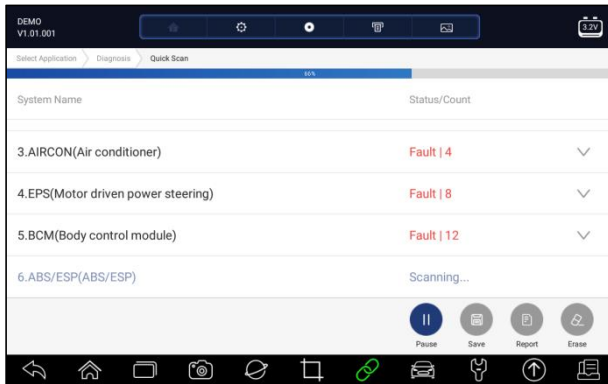 DEMO
V1.01.001
3.2V
Select Application Diagnosis Quick Scan
66%
System Name Status/Count
3.AIRCON(Air conditioner) Fault | 4
4.EPS(Motor driven power steering) Fault | 8
5.BCM(Body control module) Fault | 12
6.ABS/ESP(ABS/ESP) Scanning...
Pause Save Report Erase